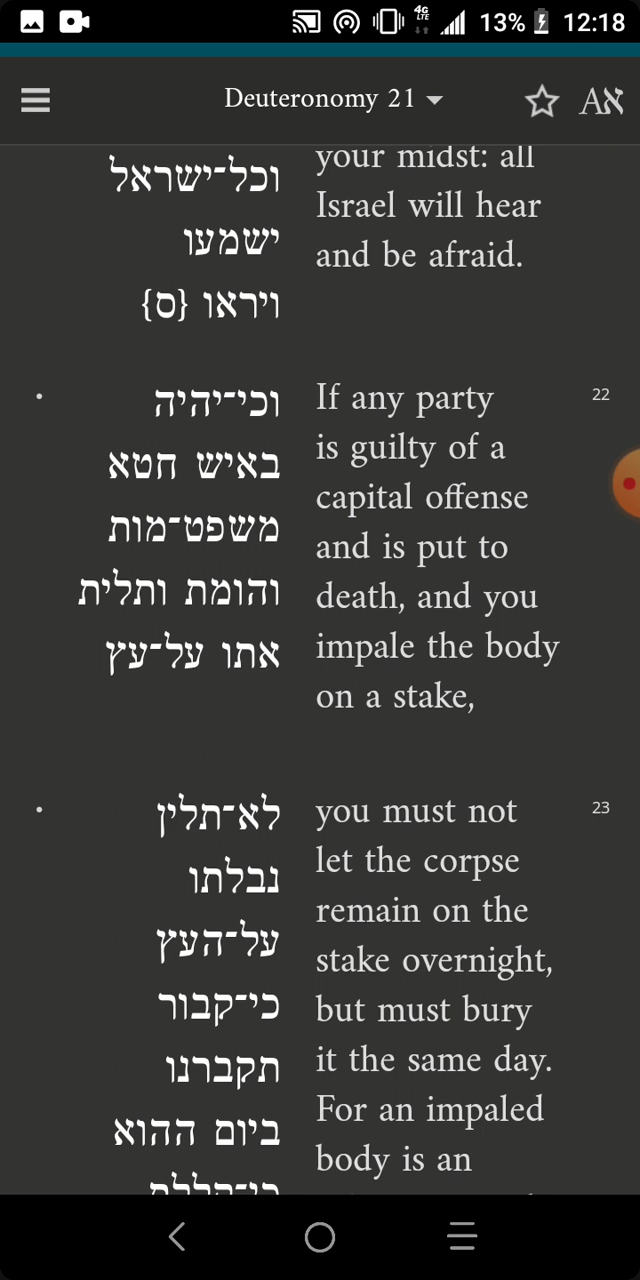 13% 12:18
Deuteronomy 21
Aא
וכל־ישראל
ישמעו
ויראו {ס}
your midst: all
Israel will hear
and be afraid.
וכי־יהיה
באיש חטא
משפט־מות
והומת ותלית
אתו על־עץ
If any party
is guilty of a
capital offense
and is put to
death, and you
impale the body
on a stake,
22
לא־תלין
נבלתו
על־העץ
כי־קבור
תקברנו
ביום ההוא
you must not
let the corpse
remain on the
stake overnight,
but must bury
it the same day.
For an impaled
body is an
23